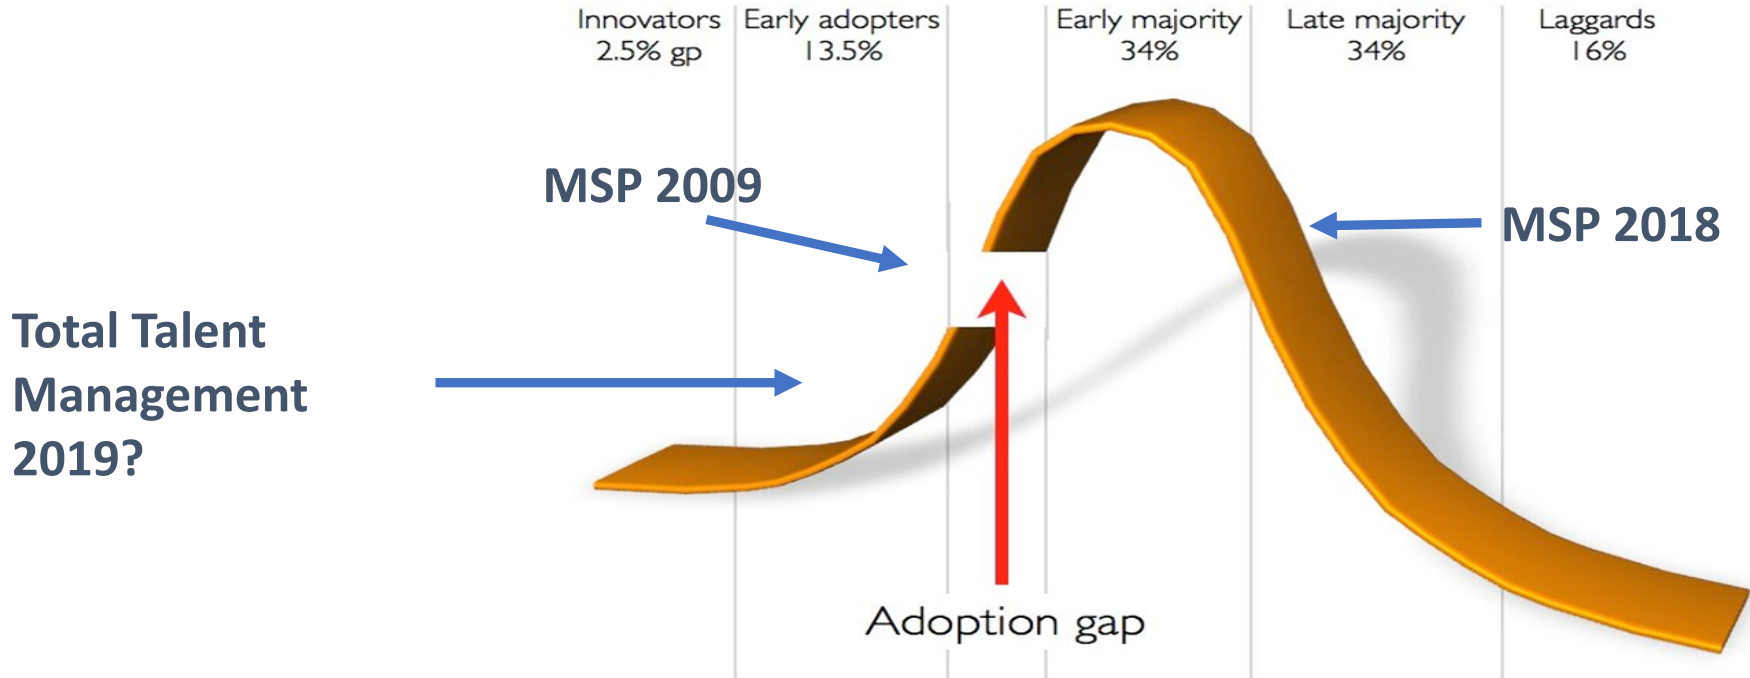 Innovators
2.5% gp
Early adopters
13.5%
Early majority
34%
Late majority
34%
Laggards
16%
MSP 2009
MSP 2018
Total Talent
Management
2019?
Adoption gap